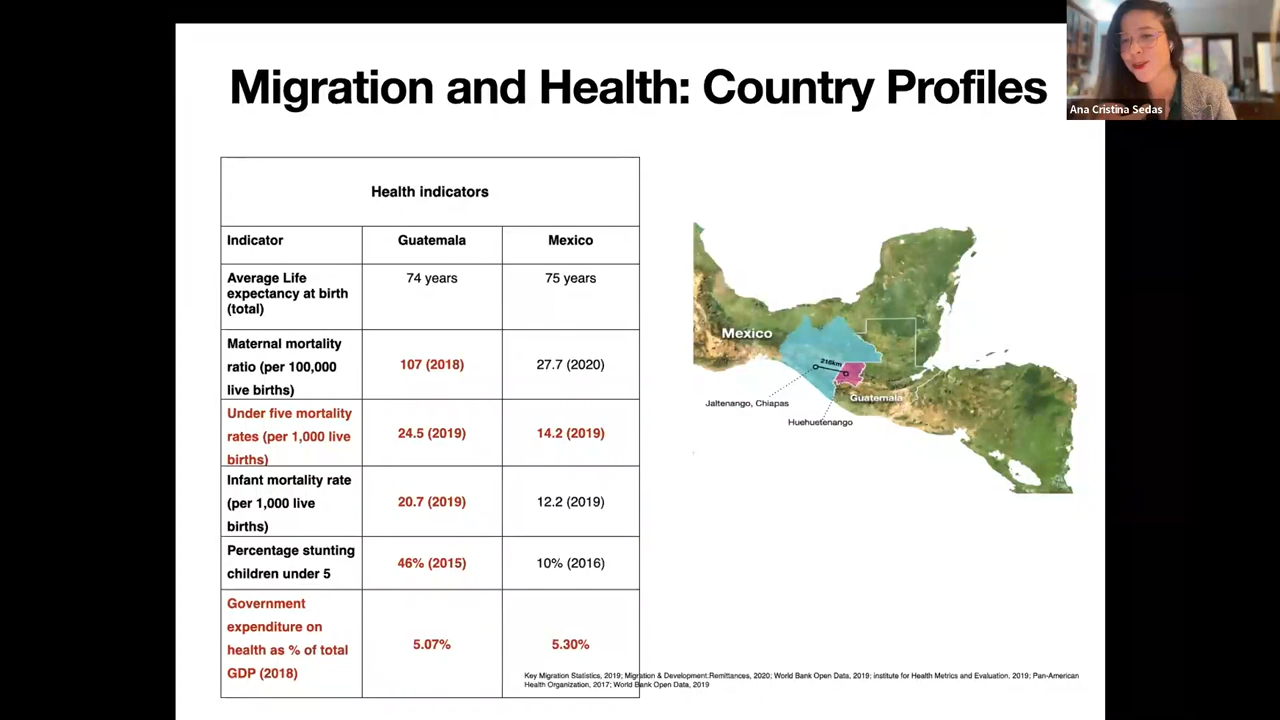 Migration and Health: Country Profiles
Ana Cristina Sedas
Health indicators
Indicator
Guatemala
Mexico
Average Life
expectancy at birth
(total)
74 years
75 years
Maternal mortality
ratio (per 100,000
live births)
107 (2018)
27.7 (2020)
Under five mortality
rates (per 1,000 live
births)
24.5 (2019)
14.2 (2019)
Infant mortality rate
(per 1,000 live
births)
20.7 (2019)
12.2 (2019)
Percentage stunting
children under 5
46% (2015)
10% (2016)
Government
expenditure on
health as % of total
GDP (2018)
5.07%
5.30%
Mexico
216km
Jaltenango, Chiapas
Guatemala
Huehuetenango
Key Migration Statistics, 2019; Migration & Development.Remittances, 2020; World Bank Open Data, 2019; institute for Health Metrics and Evaluation. 2019; Pan-American
Health Organization, 2017; World Bank Open Data, 2019